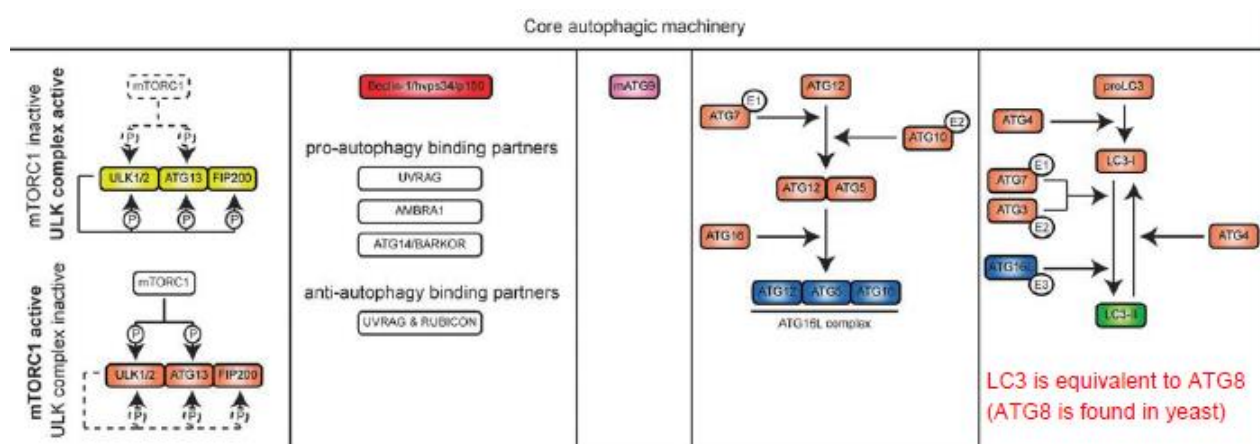 Core autophagic machinery
mTORC1 inactive
ULK complex active
mTORC1
P P
ULK1/2 ATG13 FIP200
P P P
mTORC1 active
ULK complex inactive
mTORC1
P P
ULK1/2 ATG13 FIP200
P P P
Beclin-1/hvps34/p150
pro-autophagy binding partners
UVRAG
AMBRA1
ATG14/BARKOR
anti-autophagy binding partners
UVRAG & RUBICON
mATG9
ATG12
E1
ATG7
E2
ATG10
ATG12 ATG5
ATG16
ATG12 ATG5 ATG16
ATG16L complex
proLC3
ATG4
LC3-I
E1
ATG7
ATG3
E2
ATG4
ATG16L
E3
LC3-II
LC3 is equivalent to ATG8
(ATG8 is found in yeast)